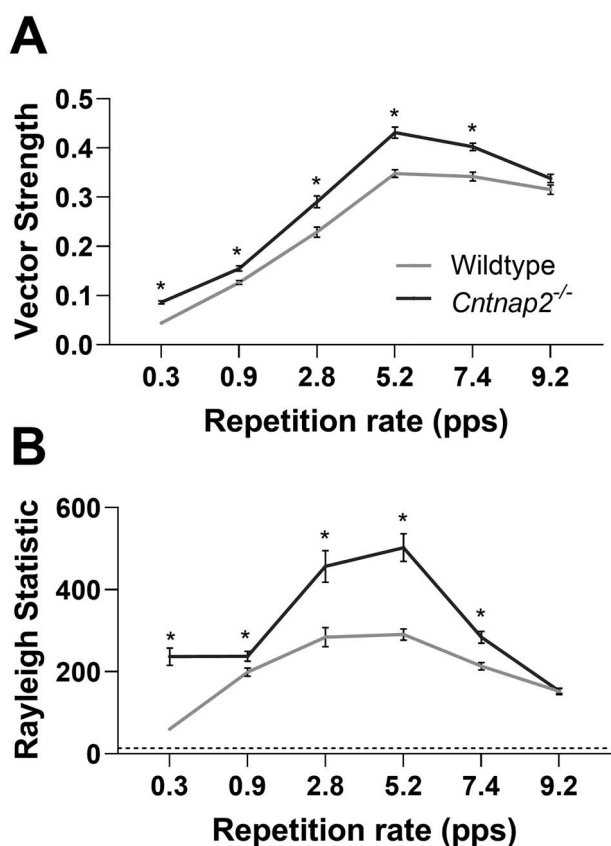 A
Vector Strength
0.5
0.4
0.3
0.2
0.1
0.0
* * * * *
Wildtype
Cntnap2-/-
0.3 0.9 2.8 5.2 7.4 9.2
Repetition rate (pps)
B
Rayleigh Statistic
600
400
200
0
* * * * *
0.3 0.9 2.8 5.2 7.4 9.2
Repetition rate (pps)